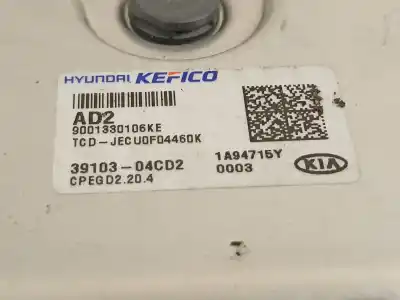 HYUNDAI KEFICO
AD2
9001330106KE
TCD-JECU0F04460K
39103-04CD2
CPEGD2.20.4
1A94715Y
0003
KIA